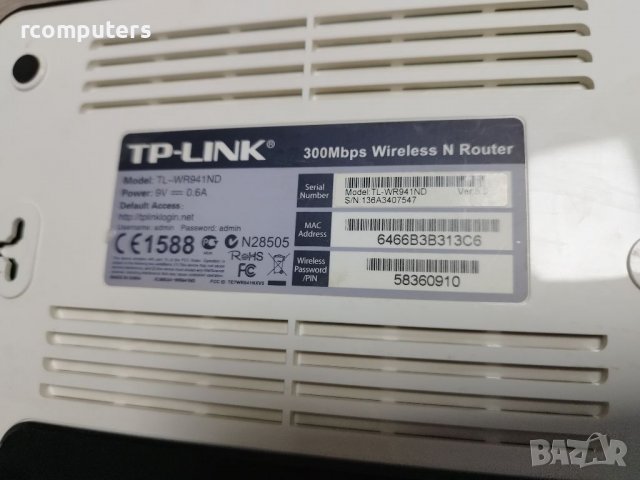 rcomputers
TP-LINK®
300Mbps Wireless N Router
Model: TL-WR941ND
Power: 9V 0.6A
Default Access:
http://tplinklogin.net
Username: admin Password: admin
CE1588 N28505
RoHS
FC
Serial Number
Model:TL-WR941ND
S/N:136A3407547
MAC Address
6466B3B313C6
Wireless Password /PIN
58360910
BAZAR